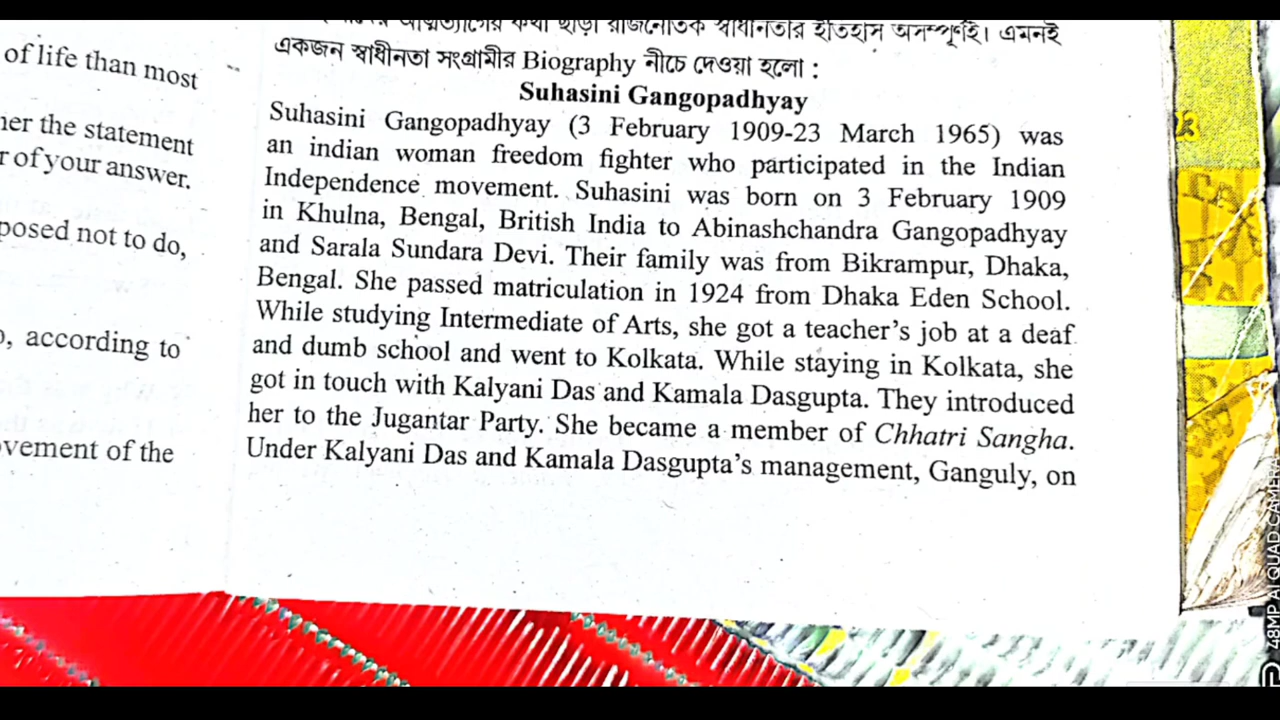 of life than most
her the statement
r of your answer.
posed not to do,
o, according to
ovement of the
আত্মত্যাগের কথা ছাড়া রাজনৈতিক স্বাধীনতার ইতিহাস অসম্পূর্ণই। এমনই
একজন স্বাধীনতা সংগ্রামীর Biography নীচে দেওয়া হলো :
Suhasini Gangopadhyay
Suhasini Gangopadhyay (3 February 1909-23 March 1965) was
an indian woman freedom fighter who participated in the Indian
Independence movement. Suhasini was born on 3 February 1909
in Khulna, Bengal, British India to Abinashchandra Gangopadhyay
and Sarala Sundara Devi. Their family was from Bikrampur, Dhaka,
Bengal. She passed matriculation in 1924 from Dhaka Eden School.
While studying Intermediate of Arts, she got a teacher's job at a deaf
and dumb school and went to Kolkata. While staying in Kolkata, she
got in touch with Kalyani Das and Kamala Dasgupta. They introduced
her to the Jugantar Party. She became a member of Chhatri Sangha.
Under Kalyani Das and Kamala Dasgupta's management, Ganguly, on
48MP AI QUAD CAMERA